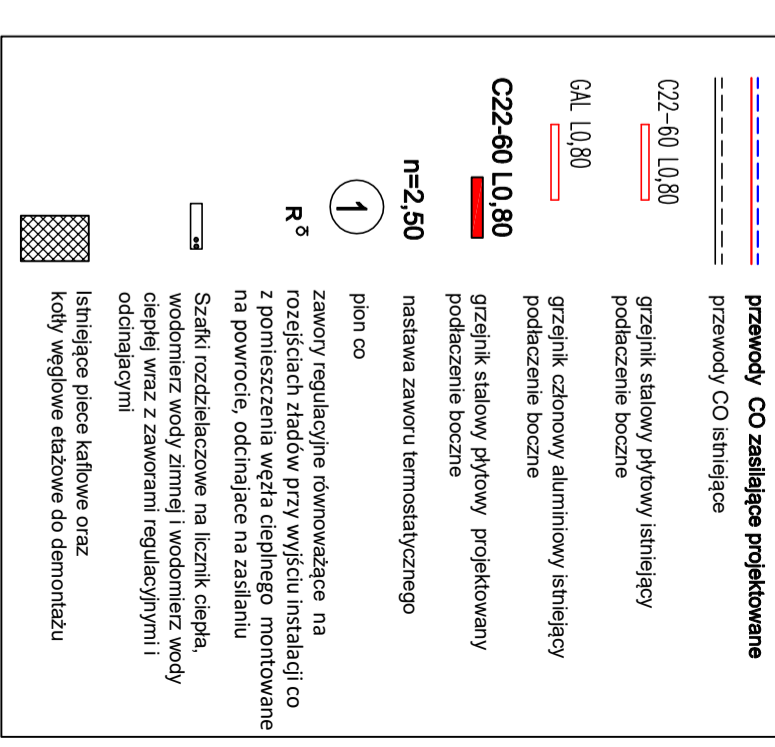 przewody CO zasilające projektowane
przewody CO istniejące
C22-60 L0,80
grzejnik stalowy płytowy istniejący
podłaczenie boczne
GAL L0,80
grzejnik członowy aluminiowy istniejący
podłaczenie boczne
C22-60 L0,80
grzejnik stalowy płytowy projektowany
podłaczenie boczne
n=2,50
nastawa zaworu termostatycznego
1
pion co
R
zawory regulacyjne równoważące na
rozejściach zładów przy wyjściu instalacji co
z pomieszczenia węzła cieplnego montowane
na powrocie, odcinajace na zasilaniu
Szafki rozdzielaczowe na licznik ciepła,
wodomierz wody zimnej i wodomierz wody
ciepłej wraz z zaworami regulacyjnymi i
odcinajacymi
Istniejące piece kaflowe oraz
kotły węglowe etażowe do demontażu